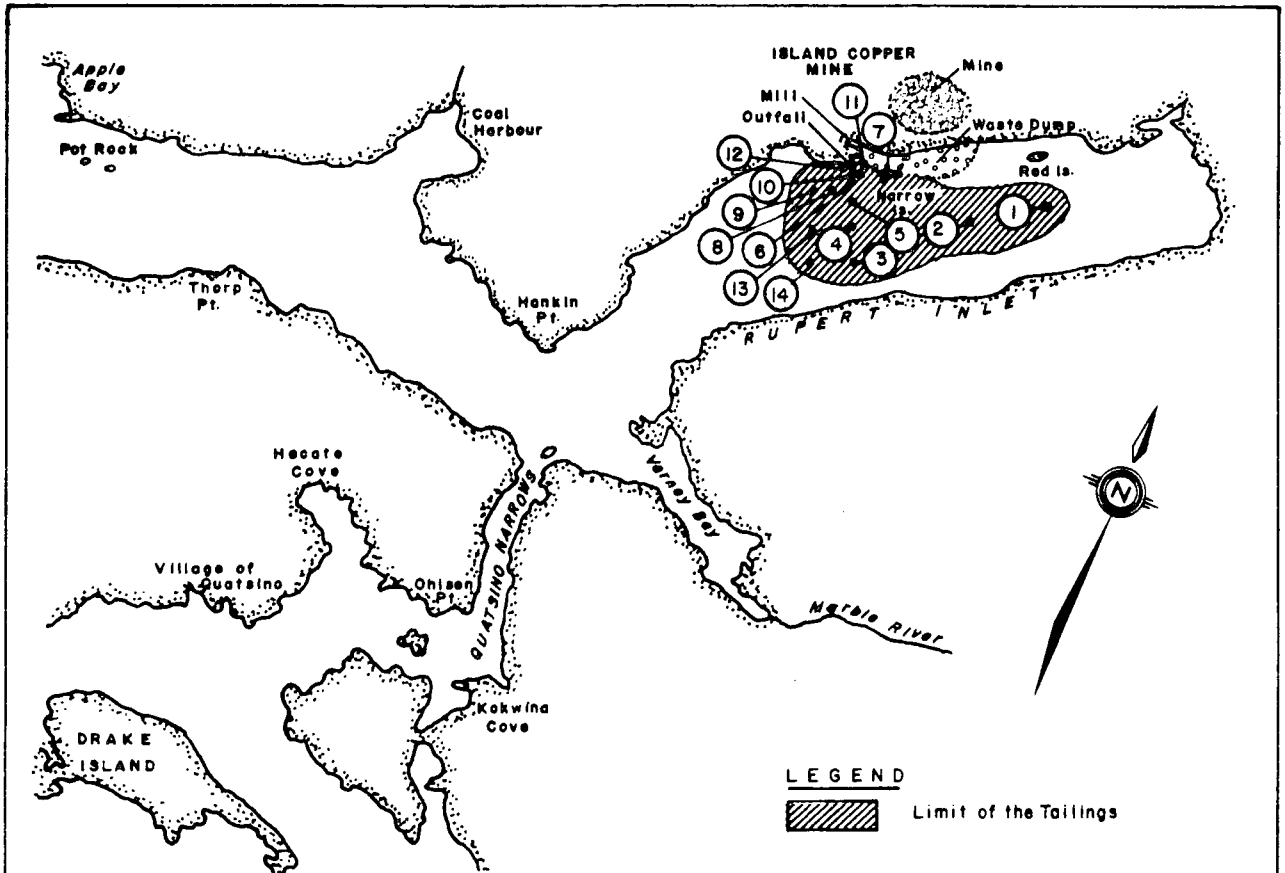 Apple
Bay
Pot Rock
Coal
Harbour
ISLAND COPPER
MINE
Mine
Mill
Outfall
11
7
Waste Dump
12
Red Is.
10
Narrow
Is.
9
1
8
6
5
2
4
3
13
14
Thorp
Pt.
Hankin
Pt.
RUPERT INLET
Hecate
Cove
Varney Bay
N
QUATSINO NARROWS
Village of
Quatsino
Ohlsen
Pt.
Marble River
Kokwina
Cove
DRAKE
ISLAND
LEGEND
Limit of the Tailings